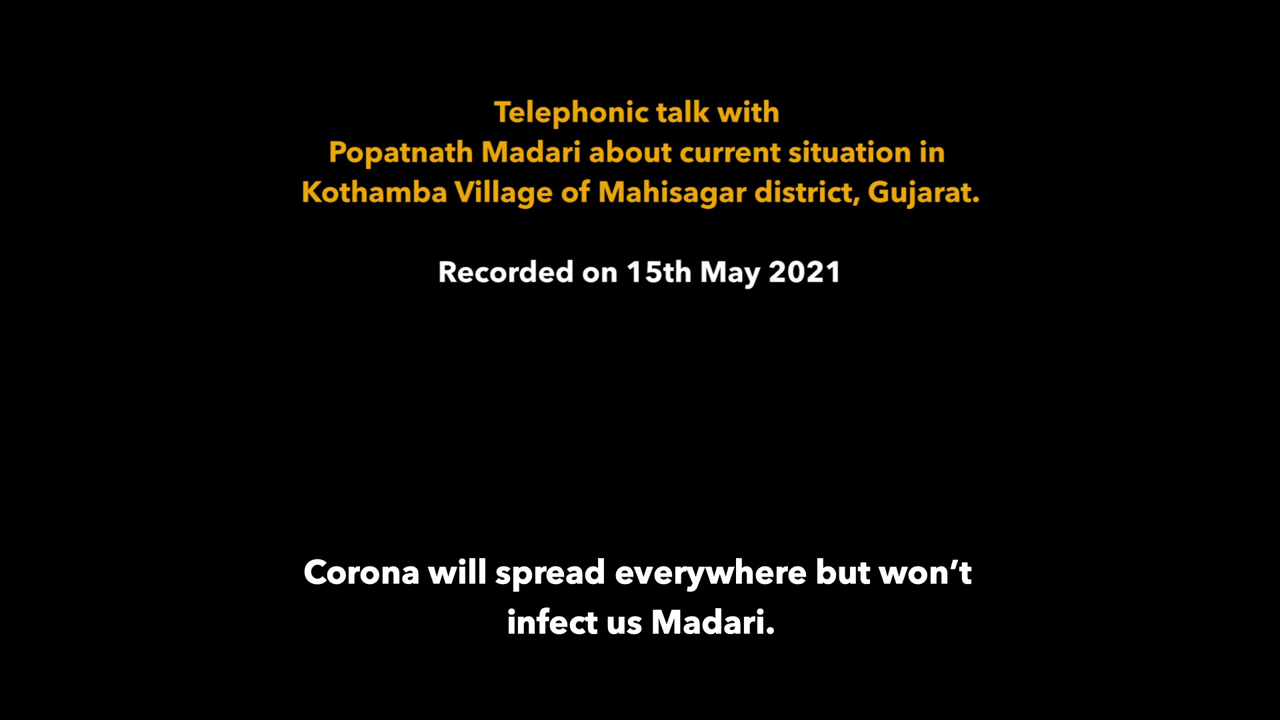 Telephonic talk with
Popatnath Madari about current situation in
Kothamba Village of Mahisagar district, Gujarat.
Recorded on 15th May 2021
Corona will spread everywhere but won’t
infect us Madari.